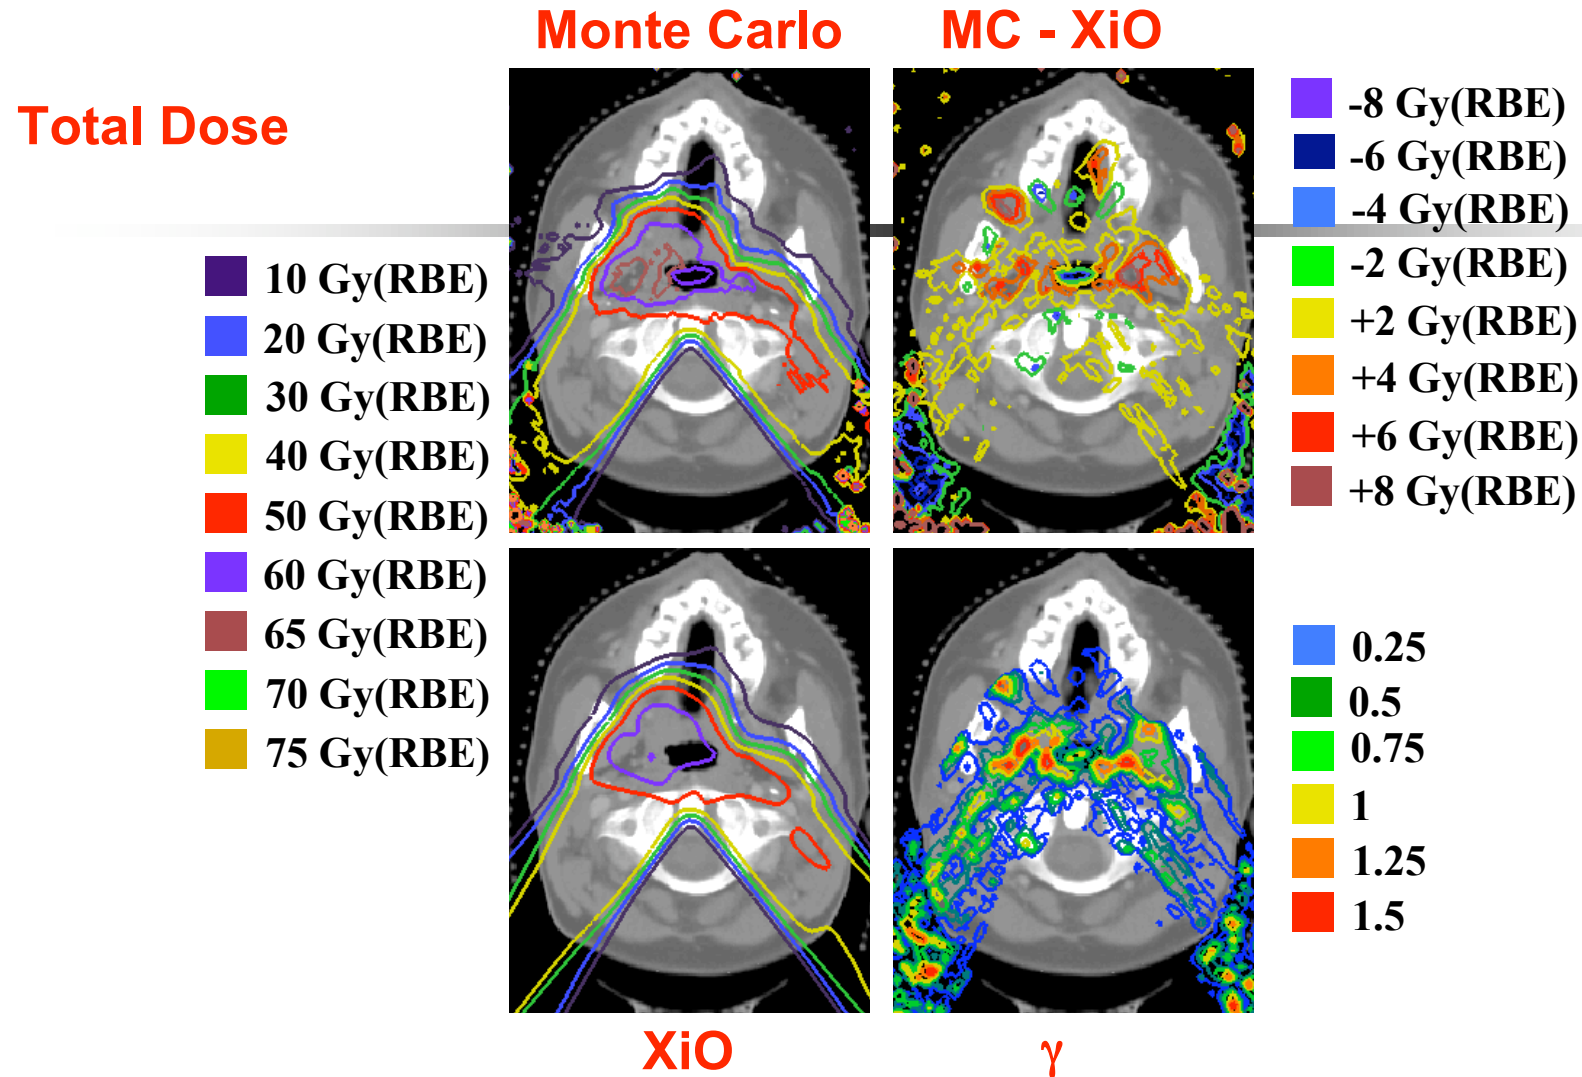 Monte Carlo
MC - XiO
Total Dose
10 Gy(RBE)
20 Gy(RBE)
30 Gy(RBE)
40 Gy(RBE)
50 Gy(RBE)
60 Gy(RBE)
65 Gy(RBE)
70 Gy(RBE)
75 Gy(RBE)
-8 Gy(RBE)
-6 Gy(RBE)
-4 Gy(RBE)
-2 Gy(RBE)
+2 Gy(RBE)
+4 Gy(RBE)
+6 Gy(RBE)
+8 Gy(RBE)
0.25
0.5
0.75
1
1.25
1.5
XiO
γ